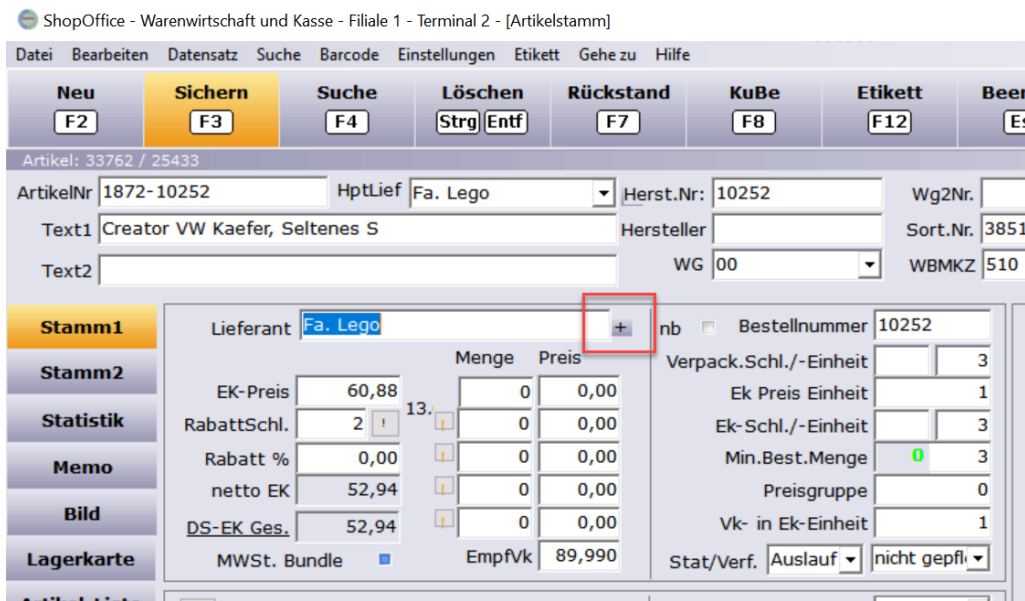 ShopOffice - Warenwirtschaft und Kasse - Filiale 1 - Terminal 2 - [Artikelstamm]
Datei Bearbeiten Datensatz Suche Barcode Einstellungen Etikett Gehe zu Hilfe
Neu Sichern Suche Löschen Rückstand KuBe Etikett Beer
F2 F3 F4 Strg Entf F7 F8 F12 Es
Artikel: 33762 / 25433
ArtikelNr 1872-10252 HptLief Fa. Lego Herst.Nr: 10252 Wg2Nr.
Text1 Creator VW Kaefer, Seltenes S Hersteller Sort.Nr. 3851
Text2 WG 00 WBMKZ 510
Stamm1 Lieferant Fa. Lego + nb Bestellnummer 10252
Menge Preis Verpack.Schl./-Einheit 3
Stamm2 EK-Preis 60,88 0 0,00 Ek Preis Einheit 1
Statistik RabattSchl. 2 ! 13. ! 0 0,00 Ek-Schl./-Einheit 3
Memo Rabatt % 0,00 ! 0 0,00 Min.Best.Menge 0 3
netto EK 52,94 ! 0 0,00 Preisgruppe 0
Bild DS-EK Ges. 52,94 ! 0 0,00 Vk- in Ek-Einheit 1
Lagerkarte MWSt. Bundle EmpfVk 89,990 Stat/Verf. Auslauf nicht gepfl